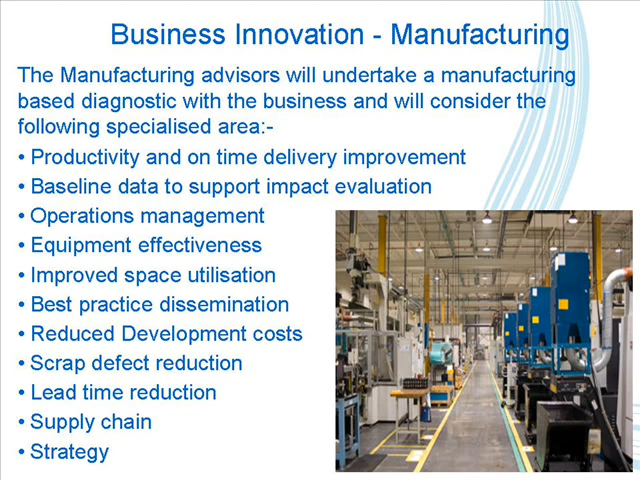 Business Innovation - Manufacturing
The Manufacturing advisors will undertake a manufacturing
based diagnostic with the business and will consider the
following specialised area:-
• Productivity and on time delivery improvement
• Baseline data to support impact evaluation
• Operations management
• Equipment effectiveness
• Improved space utilisation
• Best practice dissemination
• Reduced Development costs
• Scrap defect reduction
• Lead time reduction
• Supply chain
• Strategy